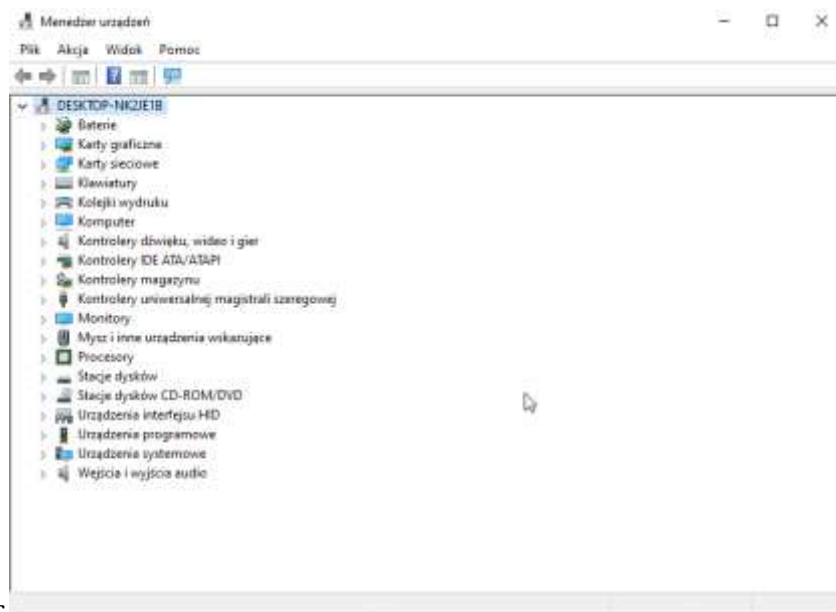 Menedżer urządzeń
Plik Akcja Widok Pomoc
DESKTOP-NK2JE1B
Baterie
Karty graficzne
Karty sieciowe
Klawiatury
Kolejki wydruku
Komputer
Kontrolery dźwięku, wideo i gier
Kontrolery IDE ATA/ATAPI
Kontrolery magazynu
Kontrolery uniwersalnej magistrali szeregowej
Monitory
Mysz i inne urządzenia wskazujące
Procesory
Stacje dysków
Stacje dysków CD-ROM/DVD
Urządzenia interfejsu HID
Urządzenia programowe
Urządzenia systemowe
Wejścia i wyjścia audio